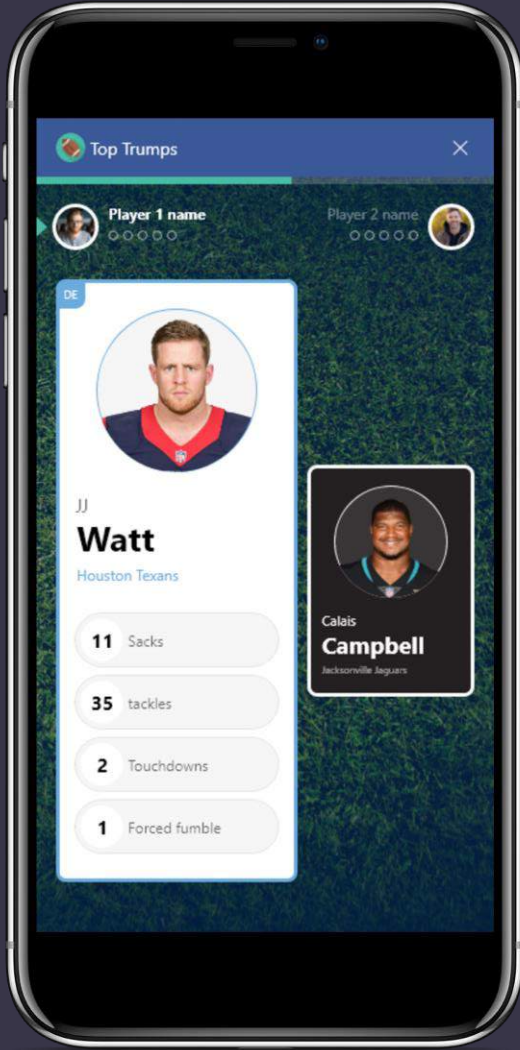 Top Trumps
Player 1 name
Player 2 name
DE
JJ
Watt
Houston Texans
11 Sacks
35 tackles
2 Touchdowns
1 Forced fumble
Calais
Campbell
Jacksonville Jaguars